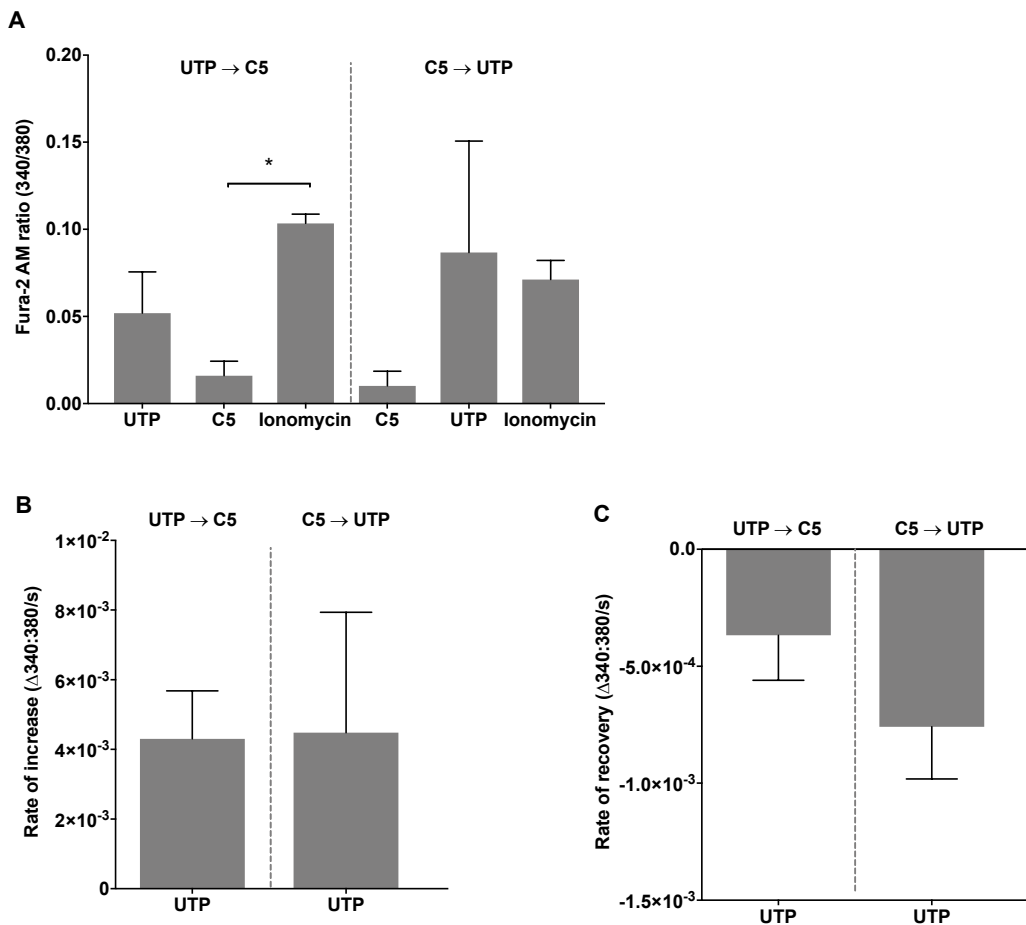 A
UTP → C5
C5 → UTP
Fura-2 AM ratio (340/380)
0.20
0.15
0.10
0.05
0.00
*
UTP
C5
Ionomycin
C5
UTP
Ionomycin
B
UTP → C5
C5 → UTP
Rate of increase (Δ340:380/s)
1×10⁻²
8×10⁻³
6×10⁻³
4×10⁻³
2×10⁻³
0
UTP
UTP
C
UTP → C5
C5 → UTP
Rate of recovery (Δ340:380/s)
0.0
-5.0×10⁻⁴
-1.0×10⁻³
-1.5×10⁻³
UTP
UTP